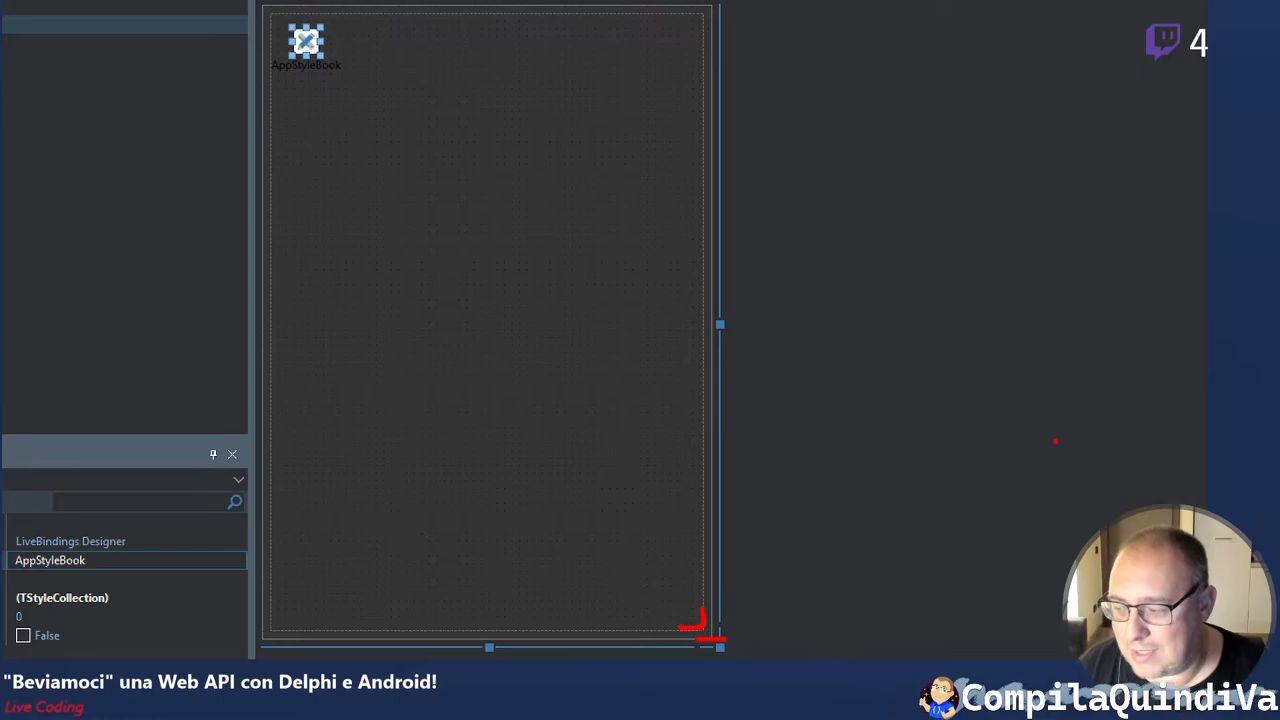 4
AppStyleBook
LiveBindings Designer
AppStyleBook
(TStyleCollection)
0
False
"Beviamoci" una Web API con Delphi e Android!
Live Coding
CompilaQuindiVa